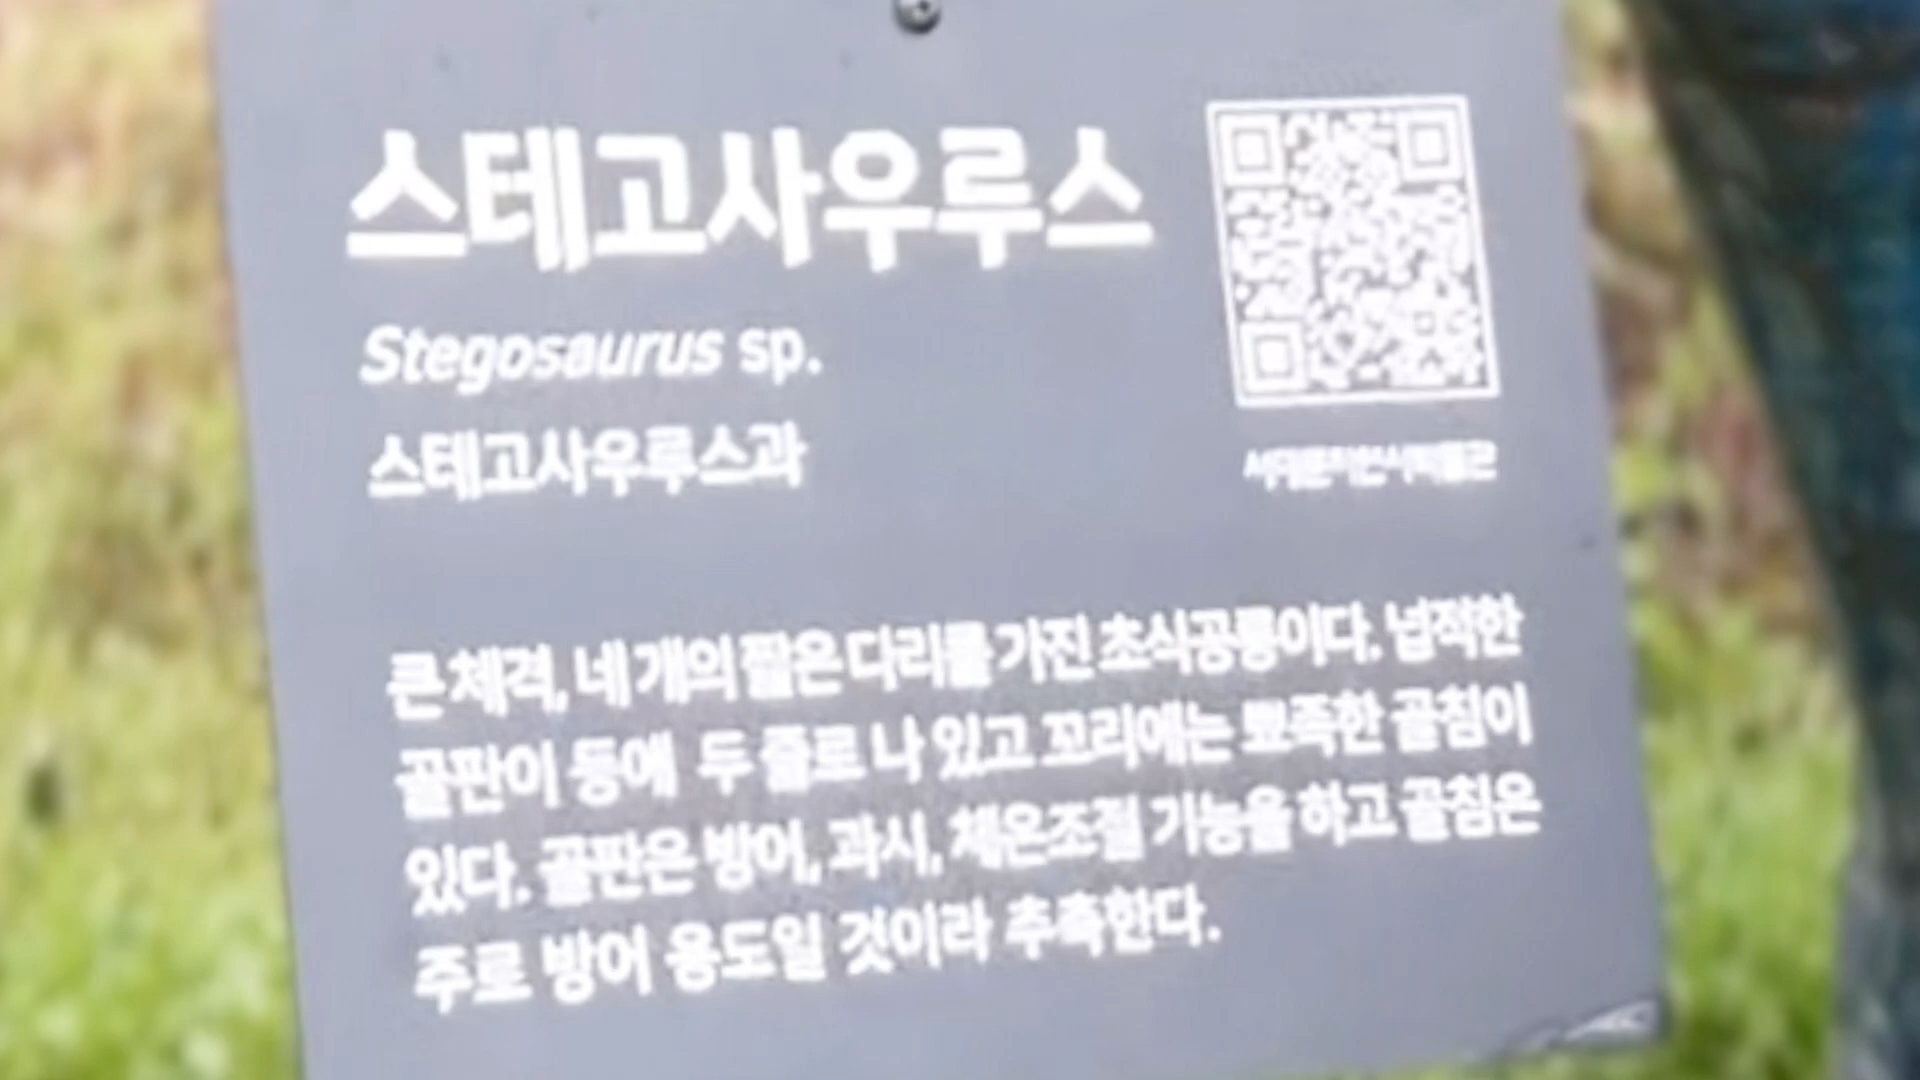 스테고사우루스
Stegosaurus sp.
스테고사우루스과
큰 체격, 네 개의 짧은 다리를 가진 초식공룡이다. 넓적한
골판이 등에 두 줄로 나 있고 꼬리에는 뾰족한 골침이
있다. 골판은 방어, 과시, 체온조절 기능을 하고 골침은
주로 방어 용도일 것이라 추측한다.